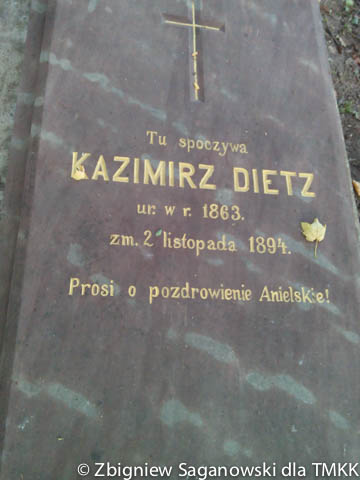 Tu spoczywa
KAZIMIRZ DIETZ
ur. w r. 1863.
zm. 2 listopada 1894.
Prosi o pozdrowienie Anielskie!
© Zbigniew Saganowski dla TMKK